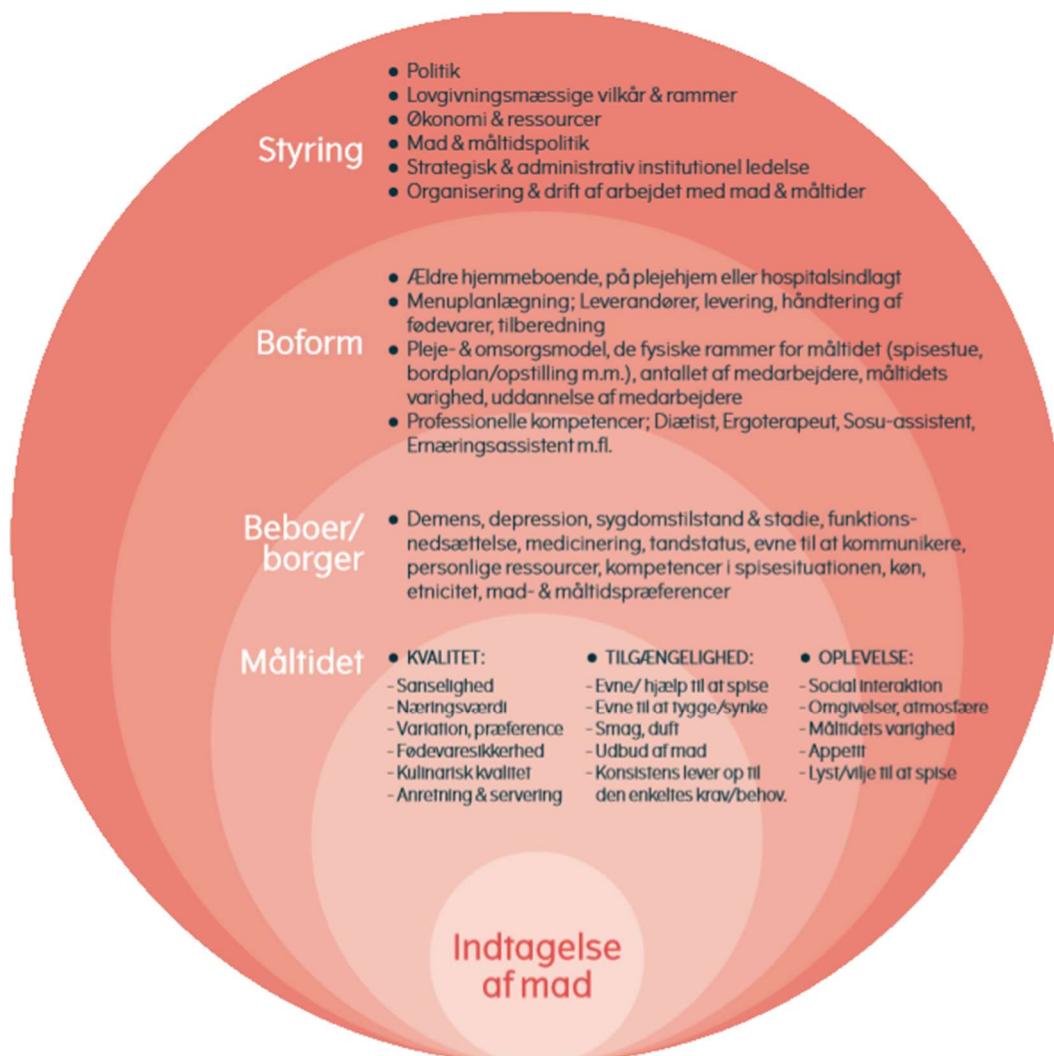 Styring
● Politik
● Lovgivningsmæssige vilkår & rammer
● Økonomi & ressourcer
● Mad & måltidspolitik
● Strategisk & administrativ institutionel ledelse
● Organisering & drift af arbejdet med mad & måltider
Boform
● Ældre hjemmeboende, på plejehjem eller hospitalsindlagt
● Menuplanlægning; Leverandører, levering, håndtering af
fødevarer, tilberedning
● Pleje- & omsorgsmodel, de fysiske rammer for måltidet (spisestue,
bordplan/opstilling m.m.), antallet af medarbejdere, måltidets
varighed, uddannelse af medarbejdere
● Professionelle kompetencer; Diætist, Ergoterapeut, Sosu-assistent,
Ernæringsassistent m.fl.
Beboer/
borger
● Demens, depression, sygdomstilstand & stadie, funktions-
nedsættelse, medicinering, tandstatus, evne til at kommunikere,
personlige ressourcer, kompetencer i spisesituationen, køn,
etnicitet, mad- & måltidspræferencer
Måltidet
● KVALITET:
- Sanselighed
- Næringsværdi
- Variation, præference
- Fødevaresikkerhed
- Kulinarisk kvalitet
- Anretning & servering
● TILGÆNGELIGHED:
- Evne/ hjælp til at spise
- Evne til at tygge/synke
- Smag, duft
- Udbud af mad
- Konsistens lever op til
den enkeltes krav/behov.
● OPLEVELSE:
- Social interaktion
- Omgivelser, atmosfære
- Måltidets varighed
- Appetit
- Lyst/vilje til at spise
Indtagelse
af mad